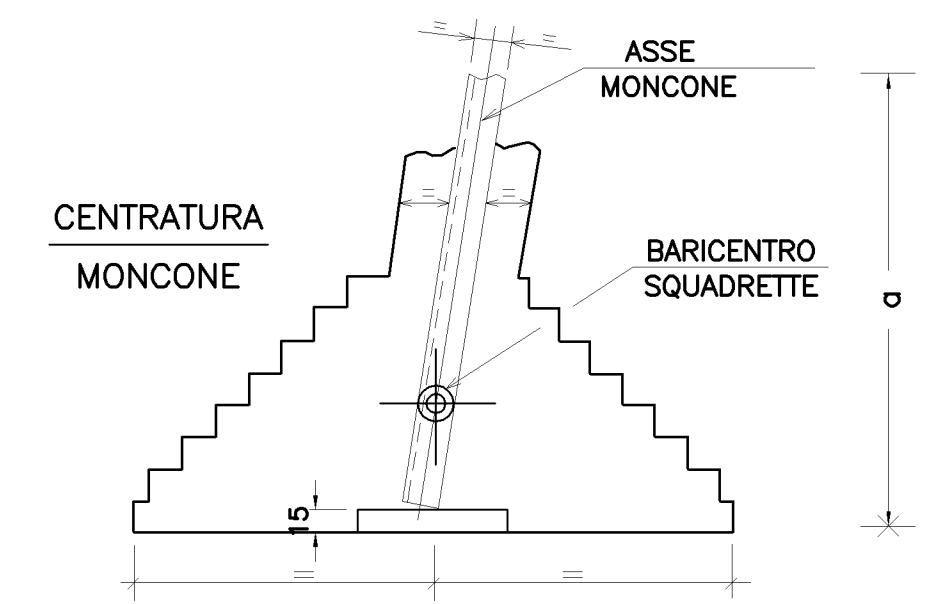 ASSE
MONCONE
CENTRATURA
MONCONE
BARICENTRO
SQUADRETTE
a
15